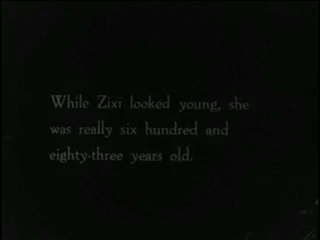 While Zixi looked young, she
was really six hundred and
eighty-three years old.